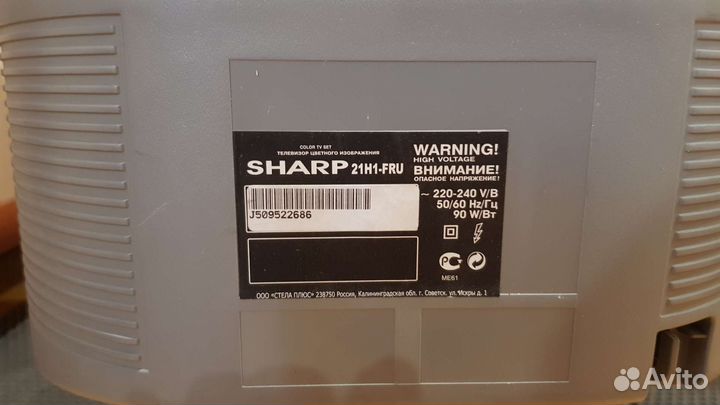 COLOR TV SET
ТЕЛЕВИЗОР ЦВЕТНОГО ИЗОБРАЖЕНИЯ
SHARP 21H1-FRU
J509522686
WARNING!
HIGH VOLTAGE
ВНИМАНИЕ!
ОПАСНОЕ НАПРЯЖЕНИЕ!
~ 220-240 V/В
50/60 Hz/Гц
90 W/Вт
МЕ61
ООО «СТЕЛА ПЛЮС» 238750 Россия, Калининградская обл. г. Советск. ул. Искры д. 1
Avito